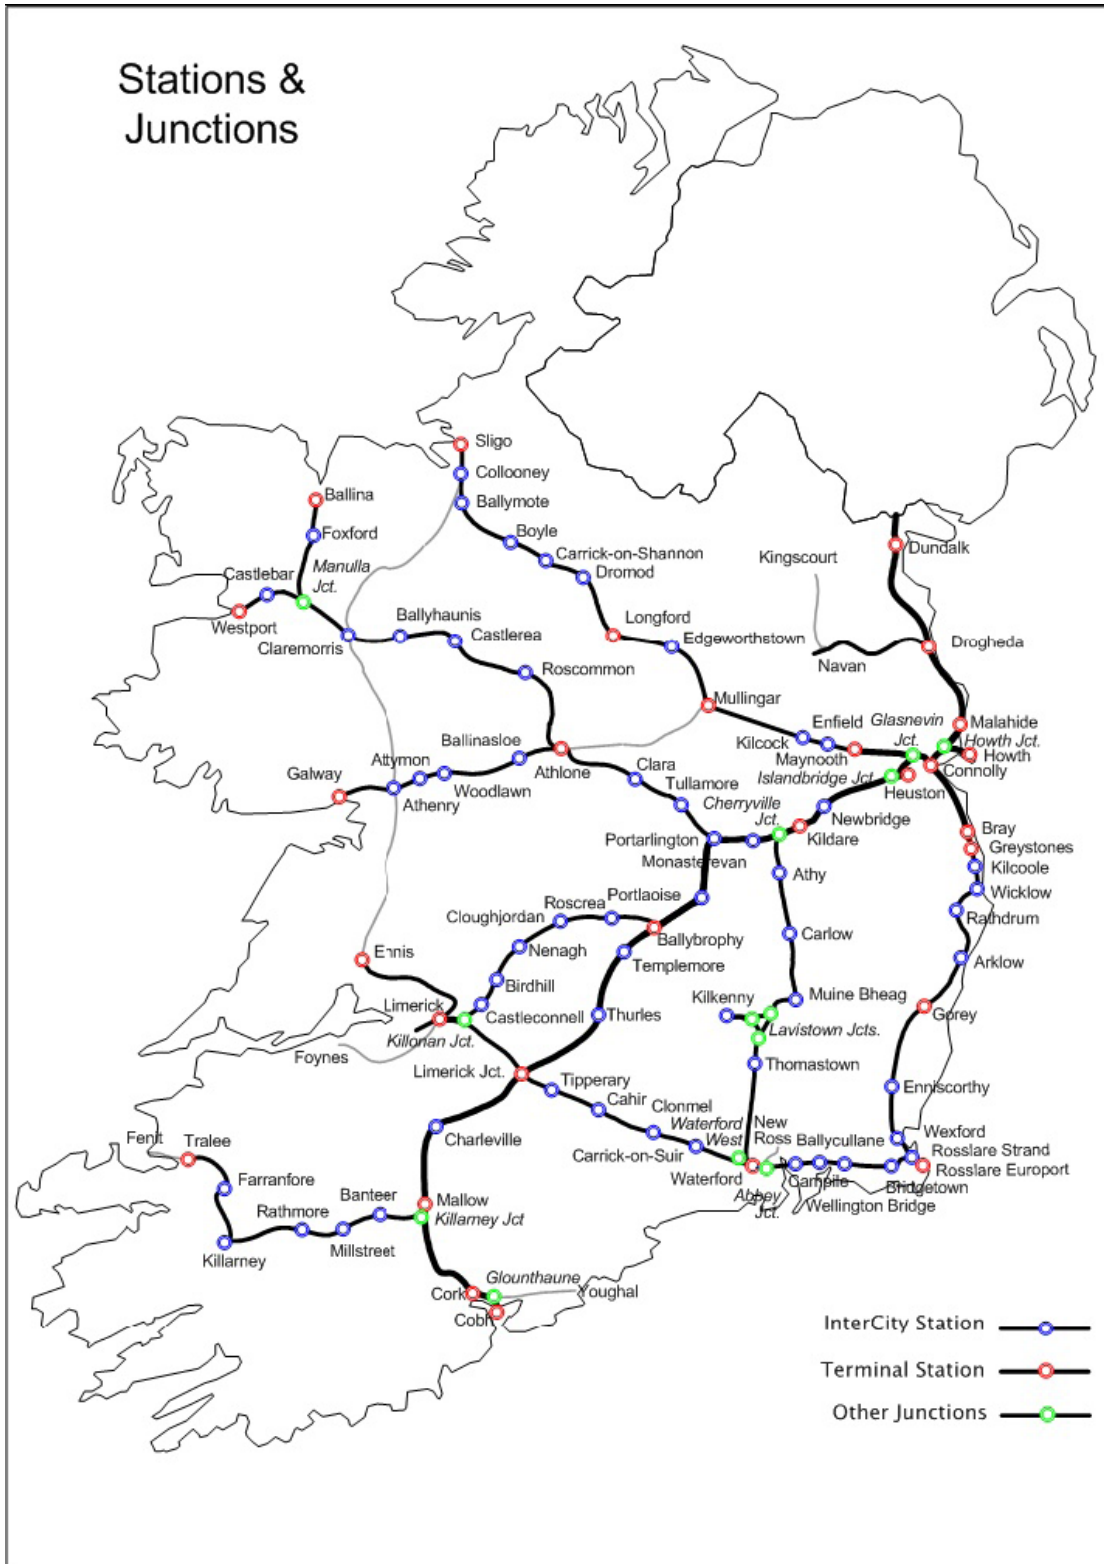 Stations &
Junctions
Sligo
Collooney
Ballymote
Boyle
Carrick-on-Shannon
Dromod
Ballina
Foxford
Manulla
Jct.
Castlebar
Westport
Claremorris
Ballyhaunis
Castlerea
Roscommon
Longford
Edgeworthstown
Mullingar
Kingscourt
Navan
Dundalk
Drogheda
Malahide
Howth Jct.
Howth
Glasnevin
Jct.
Enfield
Kilcock
Maynooth
Connolly
Islandbridge Jct.
Heuston
Ballinasloe
Athlone
Attymon
Galway
Athenry
Woodlawn
Clara
Tullamore
Cherryville
Jct.
Newbridge
Kildare
Portarlington
Monasterevan
Bray
Greystones
Kilcoole
Wicklow
Rathdrum
Arklow
Gorey
Athy
Carlow
Muine Bheag
Portlaoise
Roscrea
Cloughjordan
Ballybrophy
Nenagh
Templemore
Birdhill
Castleconnell
Thurles
Ennis
Limerick
Killonan Jct.
Foynes
Limerick Jct.
Kilkenny
Lavistown Jcts.
Thomastown
Enniscorthy
Tipperary
Cahir
Clonmel
Carrick-on-Suir
Waterford
West
Waterford
New
Ross
Abbey
Jct.
Ballycullane
Campile
Wellington Bridge
Bridgetown
Wexford
Rosslare Strand
Rosslare Europort
Charleville
Fenit
Tralee
Farranfore
Killarney
Rathmore
Millstreet
Banteer
Mallow
Killarney Jct
Glounthaune
Cork
Cobh
Youghal
InterCity Station
Terminal Station
Other Junctions